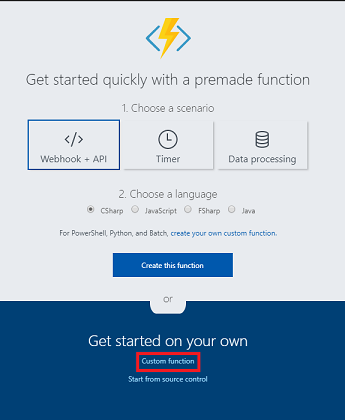 Get started quickly with a premade function
1. Choose a scenario
Webhook + API
Timer
Data processing
2. Choose a language
CSharp JavaScript FSharp Java
For PowerShell, Python, and Batch, create your own custom function.
Create this function
or
Get started on your own
Custom function
Start from source control